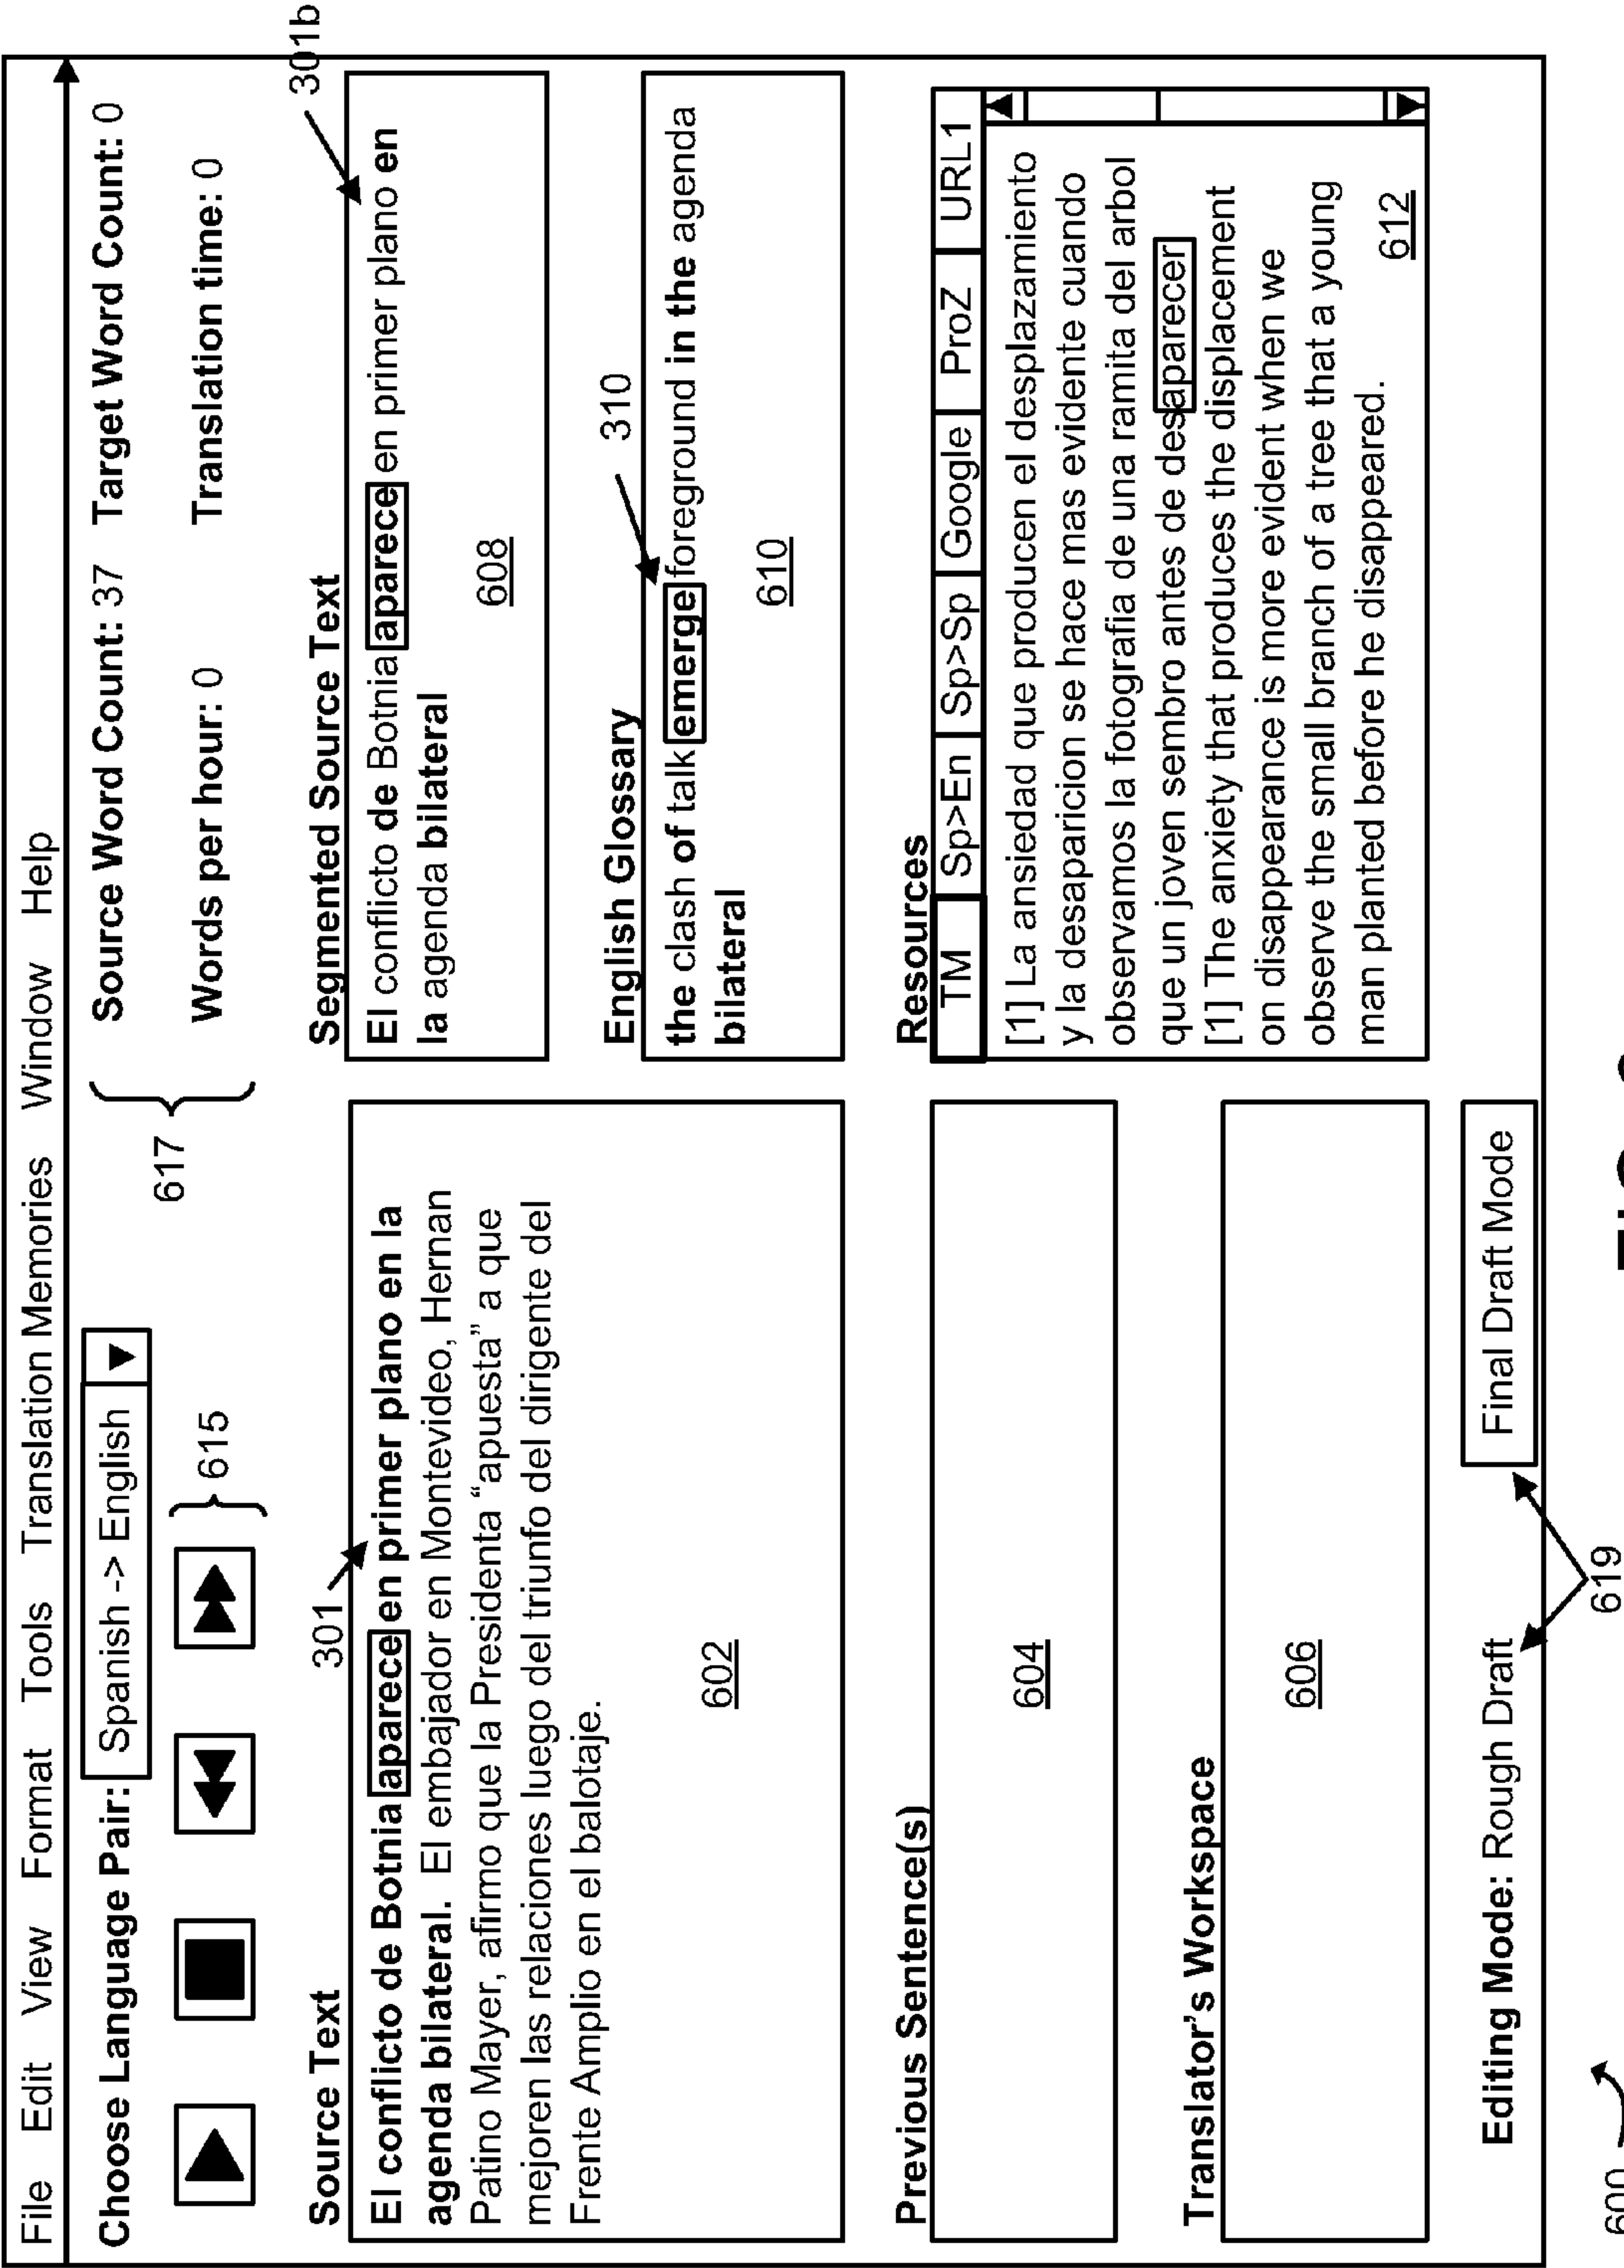 File Edit View Format Tools Translation Memories Window Help
Choose Language Pair: Spanish -> English
615
617
Source Word Count: 37 Target Word Count: 0
Words per hour: 0 Translation time: 0
Source Text
301
El conflicto de Botnia aparece en primer plano en la
agenda bilateral. El embajador en Montevideo, Hernan
Patino Mayer, afirmo que la Presidenta “apuesta” a que
mejoren las relaciones luego del triunfo del dirigente del
Frente Amplio en el balotaje.
602
Previous Sentence(s)
604
Translator's Workspace
606
Editing Mode: Rough Draft
Final Draft Mode
619
Segmented Source Text
301b
El conflicto de Botnia aparece en primer plano en
la agenda bilateral
608
English Glossary
310
the clash of talk emerge foreground in the agenda
bilateral
610
Resources
TM Sp>En Sp>Sp Google ProZ URL1
[1] La ansiedad que producen el desplazamiento
y la desaparicion se hace mas evidente cuando
observamos la fotografia de una ramita del arbol
que un joven sembro antes de desaparecer
[1] The anxiety that produces the displacement
on disappearance is more evident when we
observe the small branch of a tree that a young
man planted before he disappeared.
612
600